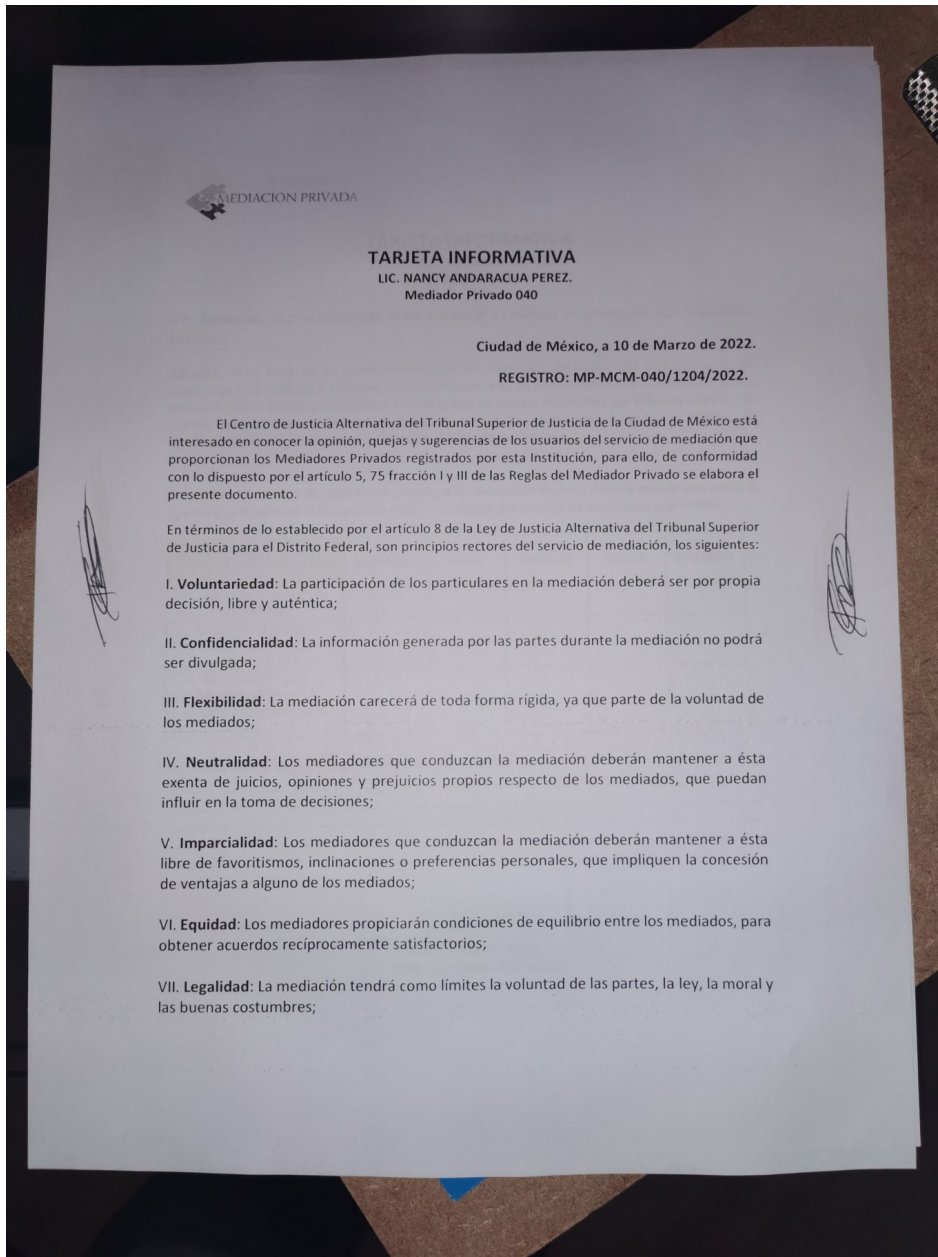 MEDIACION PRIVADA
TARJETA INFORMATIVA
LIC. NANCY ANDARACUA PEREZ.
Mediador Privado 040
Ciudad de México, a 10 de Marzo de 2022.
REGISTRO: MP-MCM-040/1204/2022.
El Centro de Justicia Alternativa del Tribunal Superior de Justicia de la Ciudad de México está
interesado en conocer la opinión, quejas y sugerencias de los usuarios del servicio de mediación que
proporcionan los Mediadores Privados registrados por esta Institución, para ello, de conformidad
con lo dispuesto por el artículo 5, 75 fracción I y III de las Reglas del Mediador Privado se elabora el
presente documento.
En términos de lo establecido por el artículo 8 de la Ley de Justicia Alternativa del Tribunal Superior
de Justicia para el Distrito Federal, son principios rectores del servicio de mediación, los siguientes:
I. Voluntariedad: La participación de los particulares en la mediación deberá ser por propia
decisión, libre y auténtica;
II. Confidencialidad: La información generada por las partes durante la mediación no podrá
ser divulgada;
III. Flexibilidad: La mediación carecerá de toda forma rígida, ya que parte de la voluntad de
los mediados;
IV. Neutralidad: Los mediadores que conduzcan la mediación deberán mantener a ésta
exenta de juicios, opiniones y prejuicios propios respecto de los mediados, que puedan
influir en la toma de decisiones;
V. Imparcialidad: Los mediadores que conduzcan la mediación deberán mantener a ésta
libre de favoritismos, inclinaciones o preferencias personales, que impliquen la concesión
de ventajas a alguno de los mediados;
VI. Equidad: Los mediadores propiciarán condiciones de equilibrio entre los mediados, para
obtener acuerdos recíprocamente satisfactorios;
VII. Legalidad: La mediación tendrá como límites la voluntad de las partes, la ley, la moral y
las buenas costumbres;